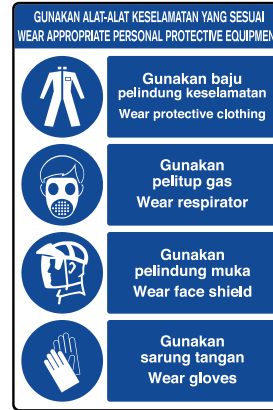 GUNAKAN ALAT-ALAT KESELAMATAN YANG SESUAI
WEAR APPROPRIATE PERSONAL PROTECTIVE EQUIPMEN
Gunakan baju
pelindung keselamatan
Wear protective clothing
Gunakan
pelitup gas
Wear respirator
Gunakan
pelindung muka
Wear face shield
Gunakan
sarung tangan
Wear gloves